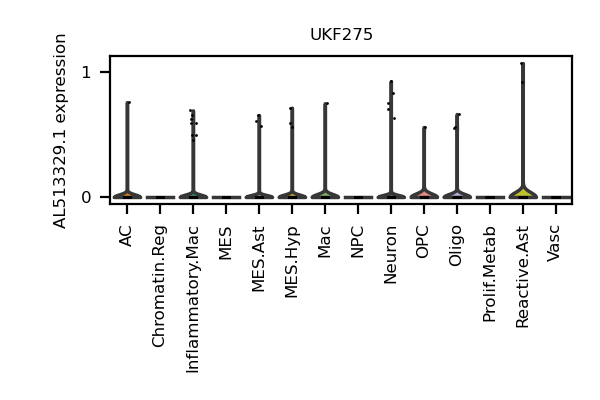 UKF275
AL513329.1 expression
1
0
AC
Chromatin.Reg
Inflammatory.Mac
MES
MES.Ast
MES.Hyp
Mac
NPC
Neuron
OPC
Oligo
Prolif.Metab
Reactive.Ast
Vasc